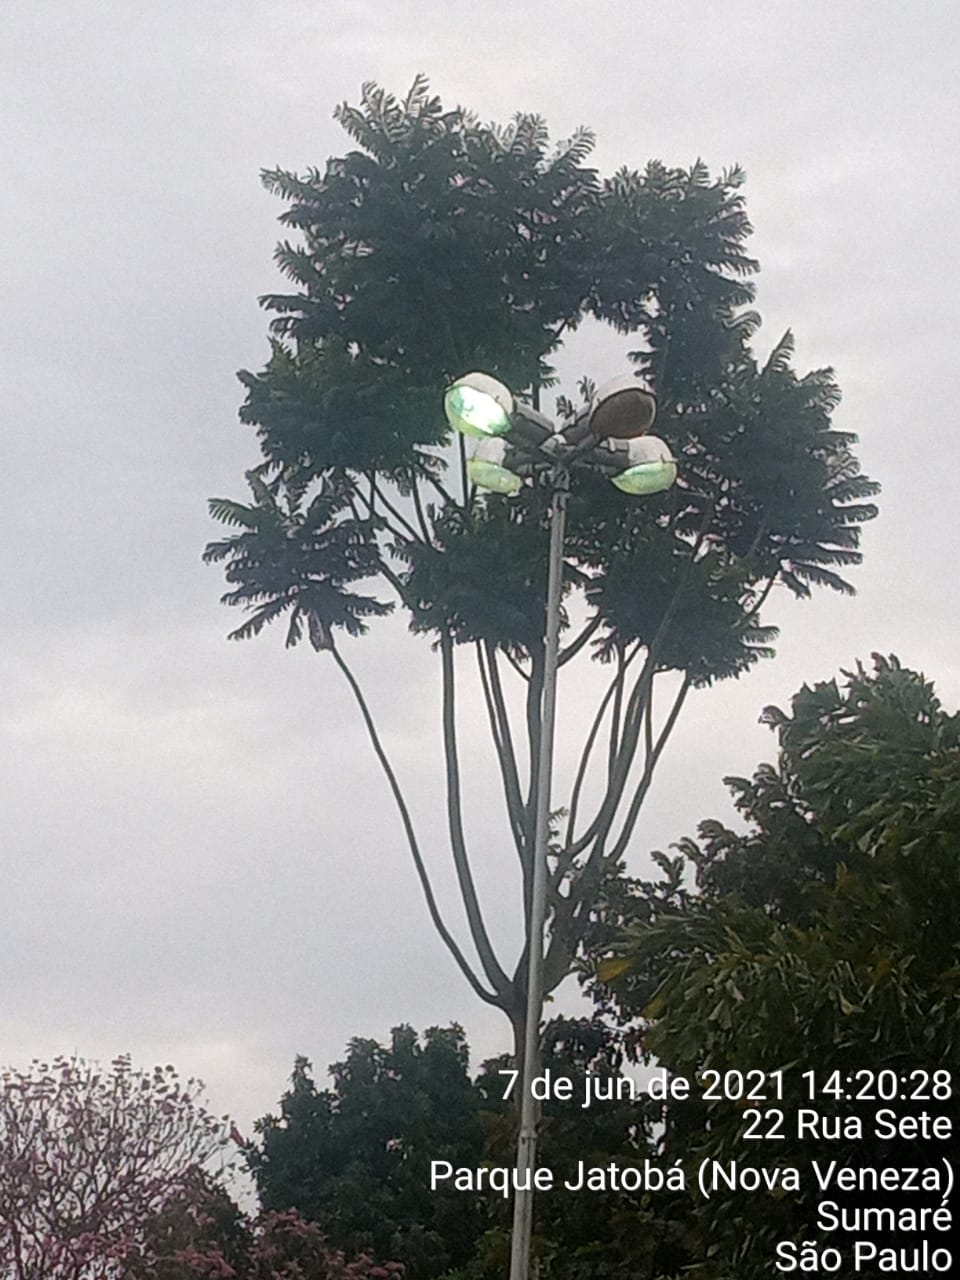 7 de jun de 2021 14:20:28
22 Rua Sete
Parque Jatobá (Nova Veneza)
Sumaré
São Paulo